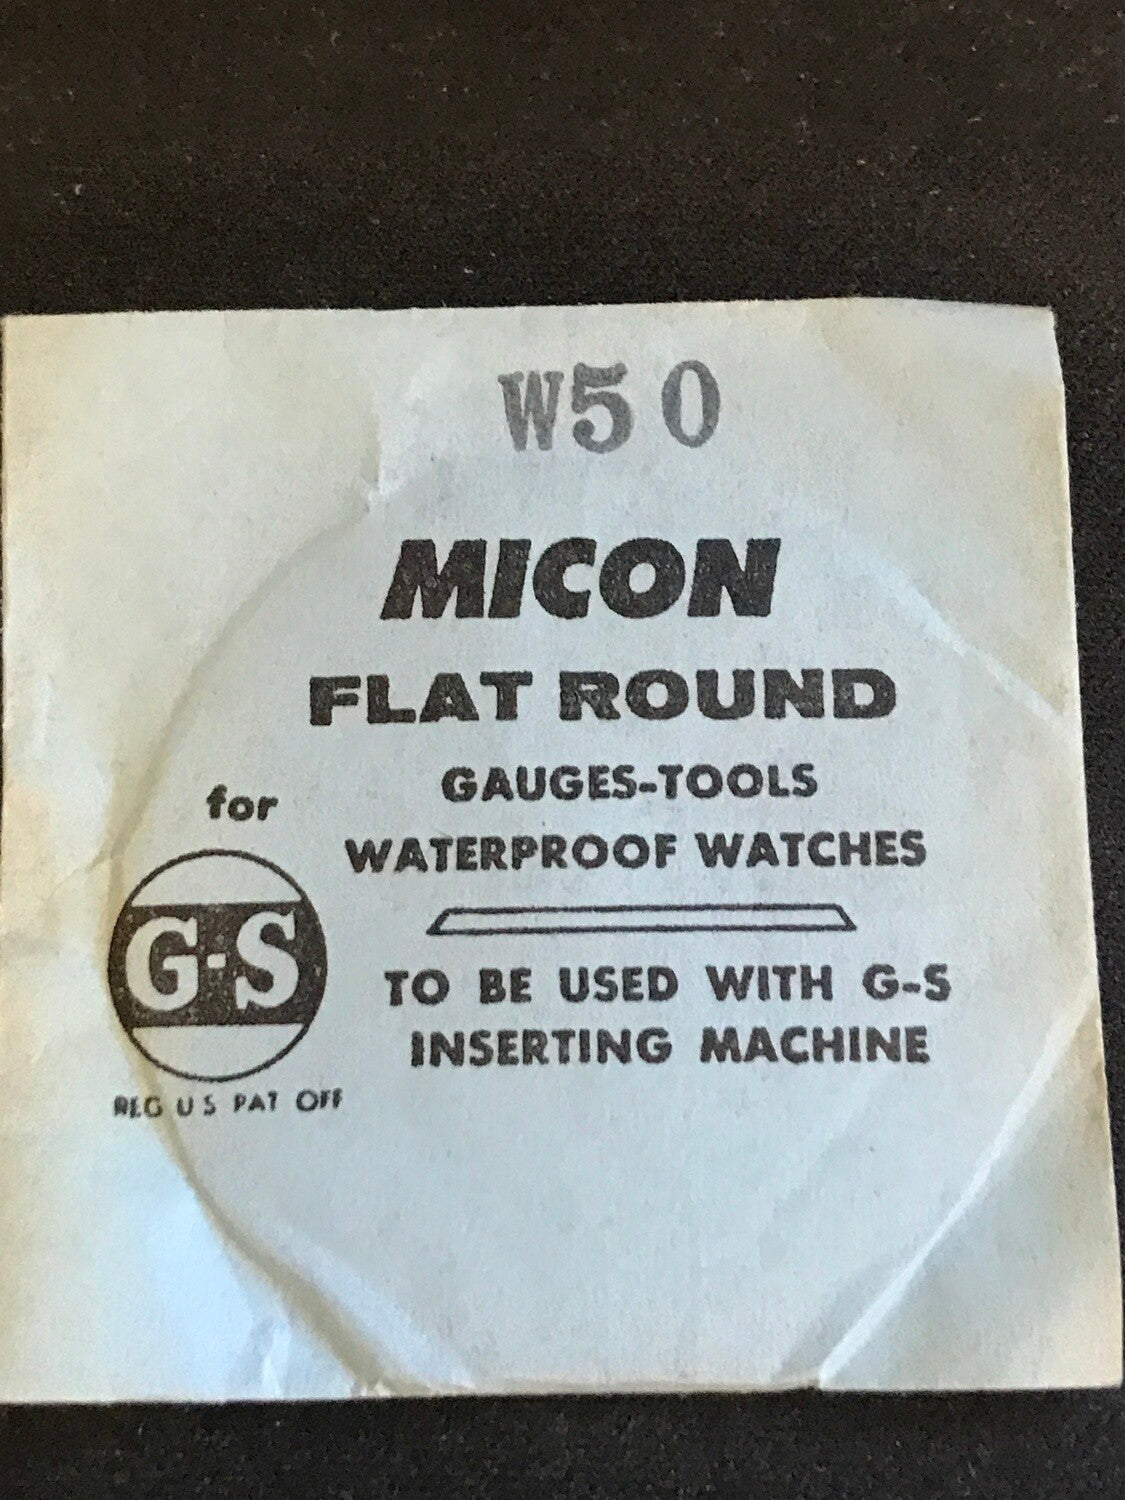 W50
MICON
FLAT ROUND
GAUGES-TOOLS
for
WATERPROOF WATCHES
G-S
TO BE USED WITH G-S
INSERTING MACHINE
REG U S PAT OFF